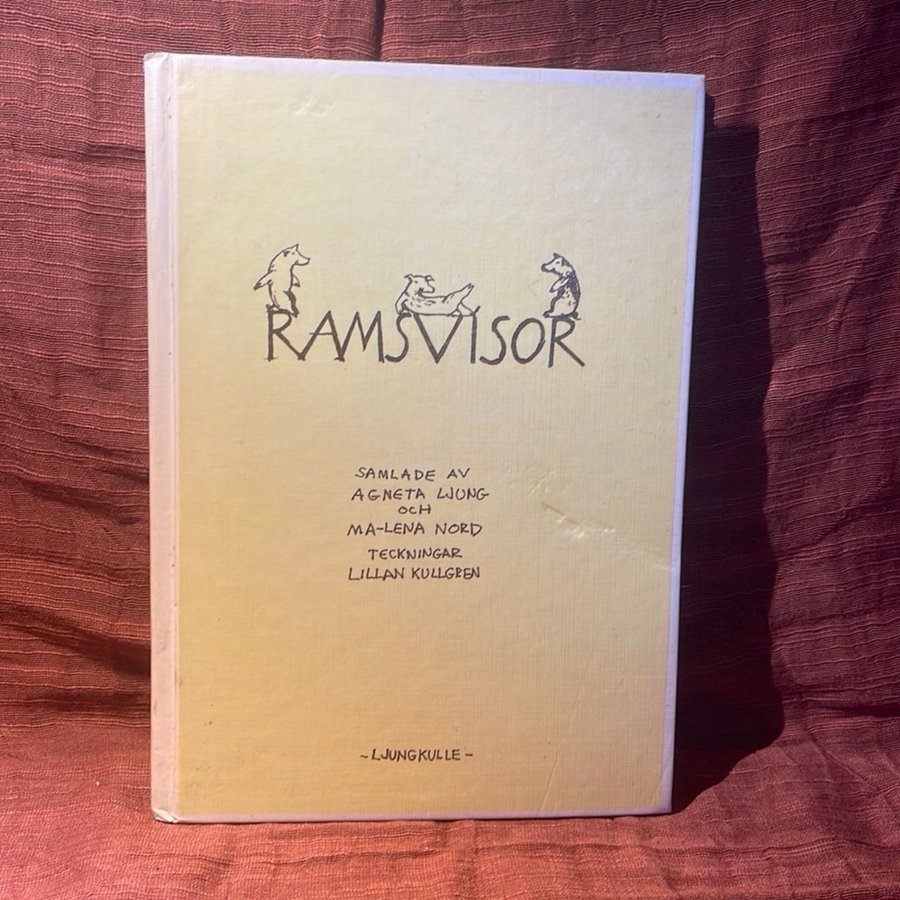 RAMSVISOR
SAMLADE AV
AGNETA LJUNG
OCH
MA-LENA NORD
TECKNINGAR
LILLAN KULLGREN
-LJUNGKULLE-